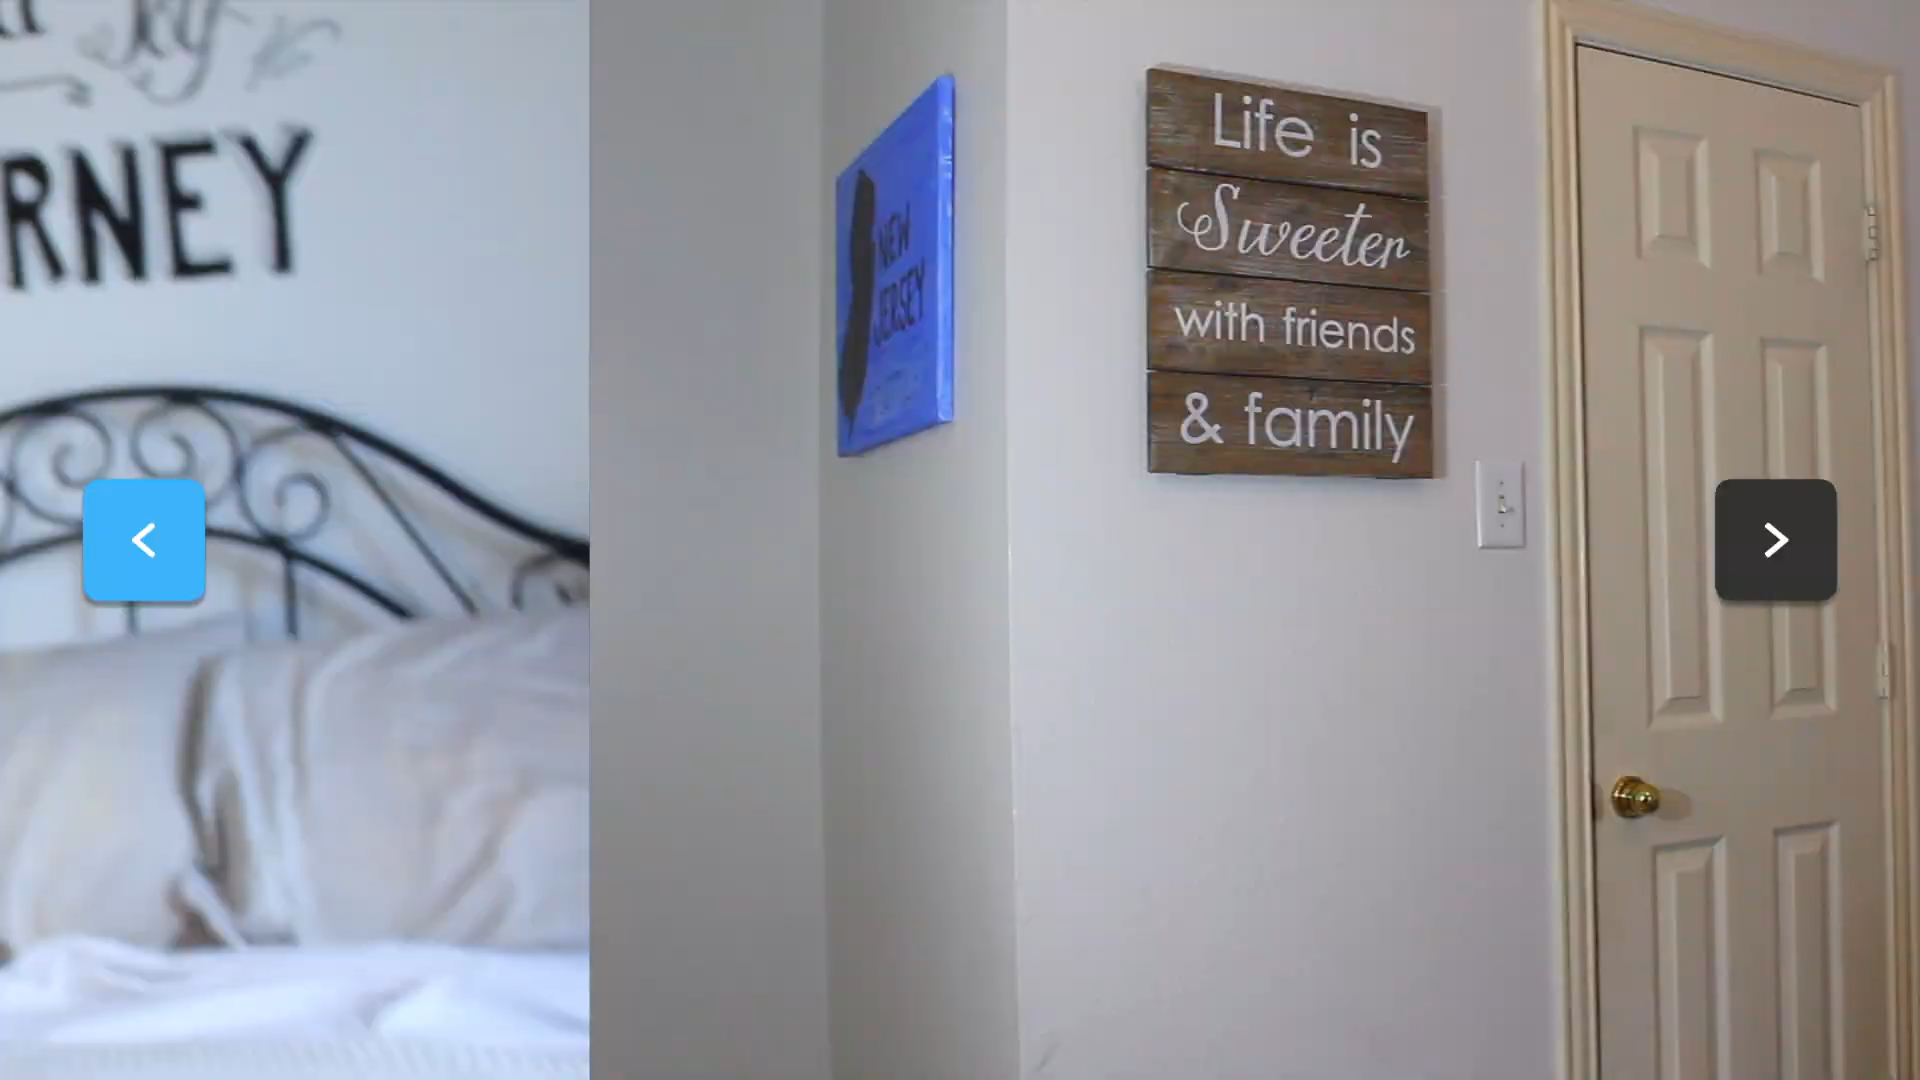 RNEY
NEW
JERSEY
Life is
Sweeter
with friends
& family